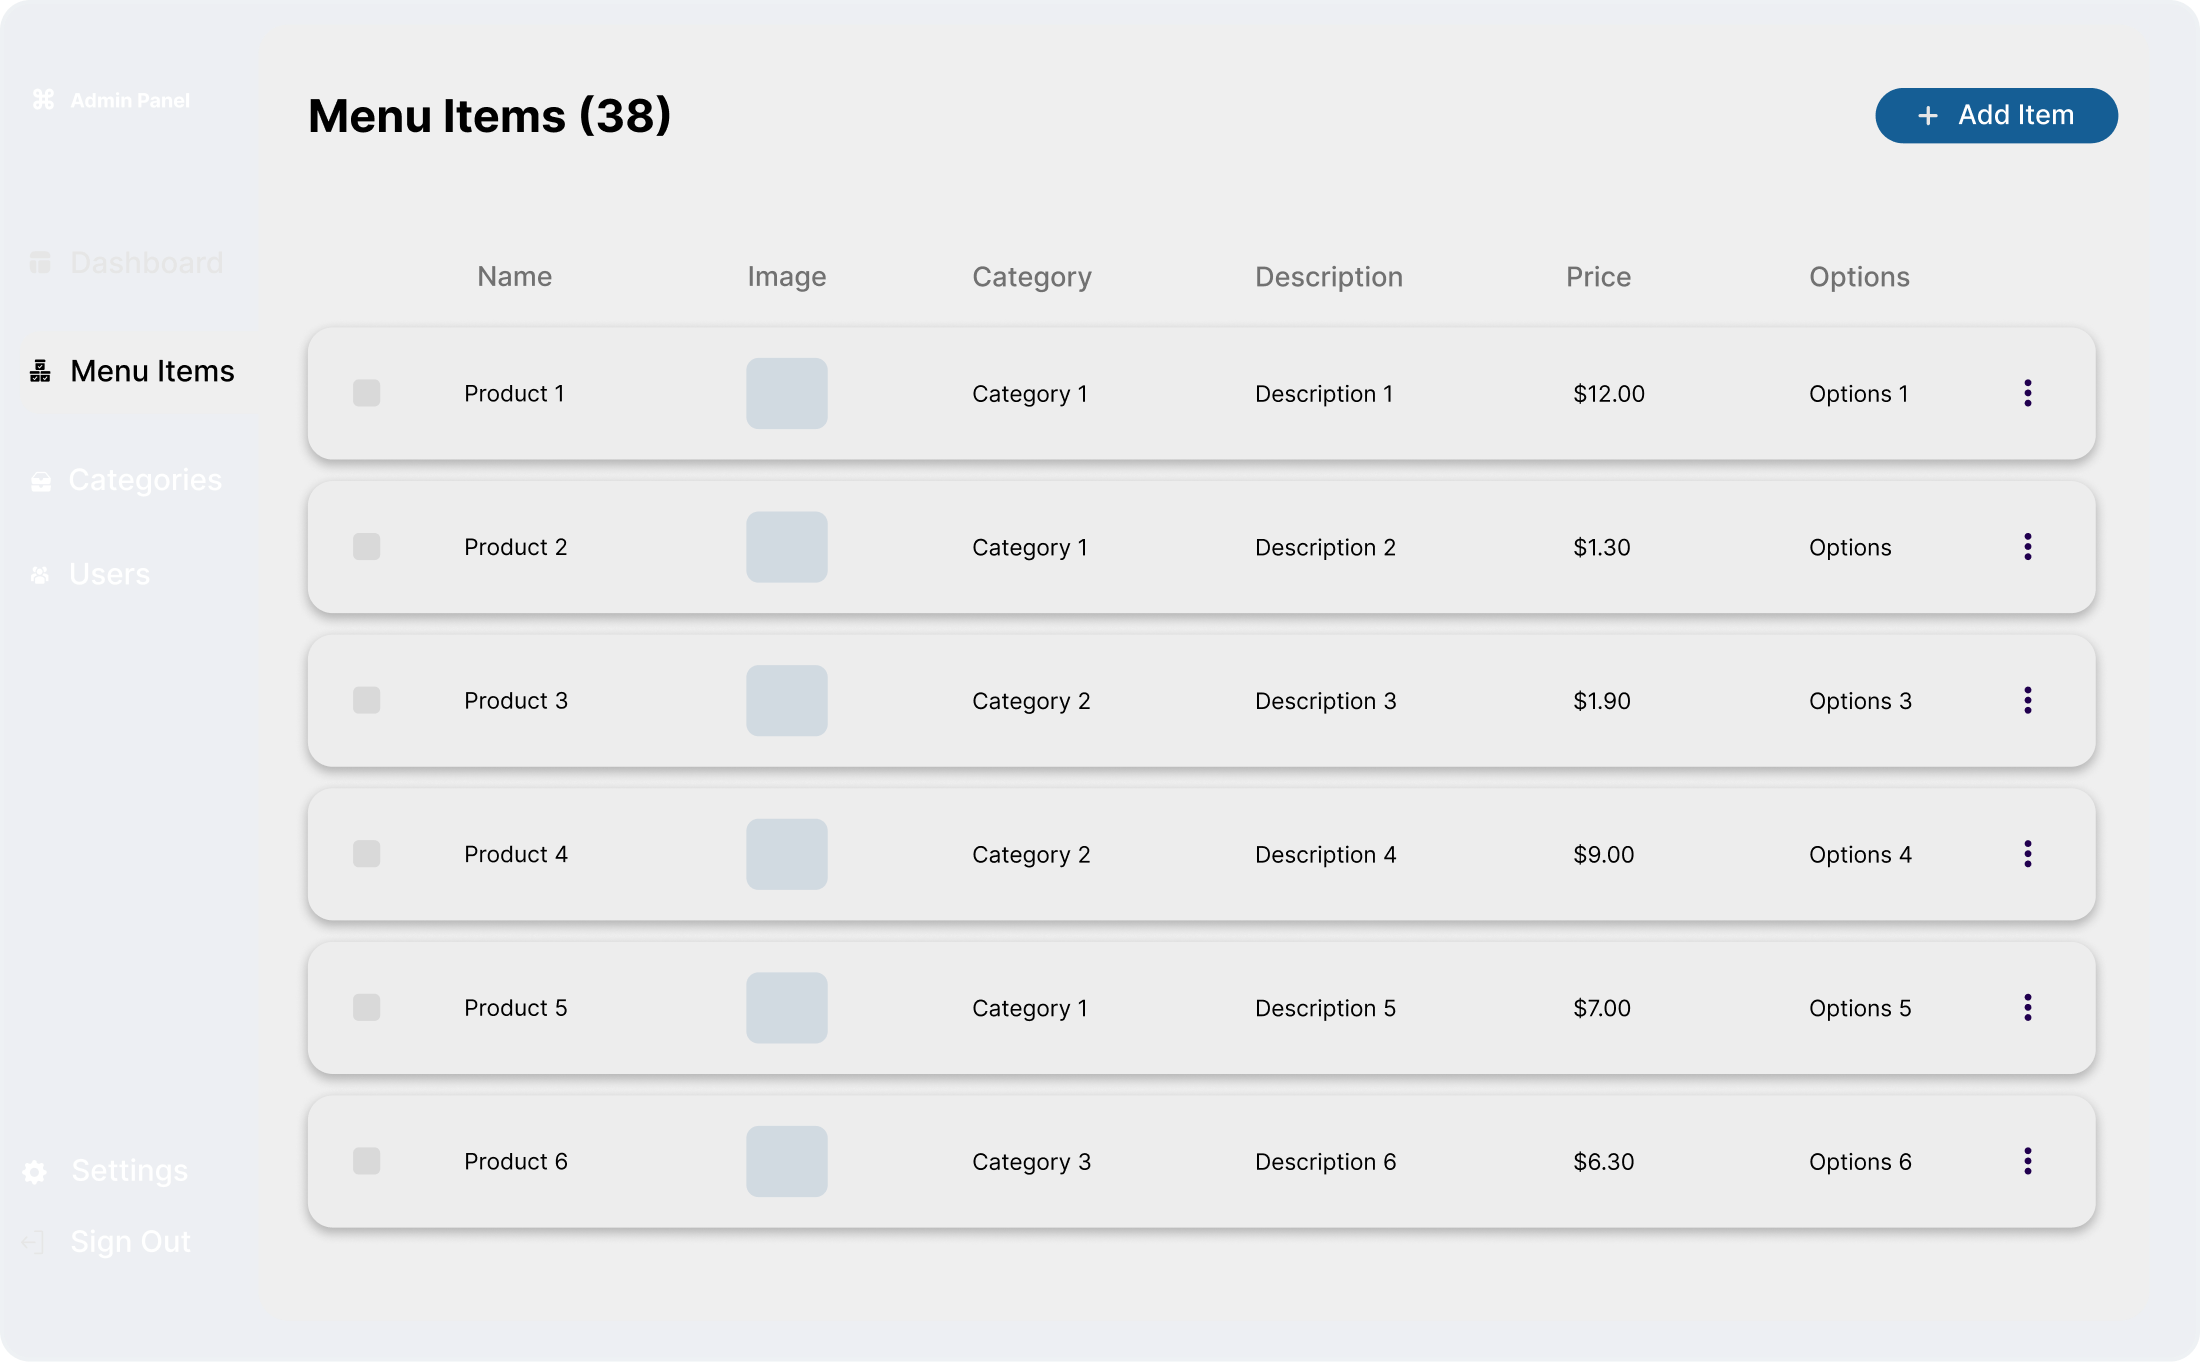 Admin Panel
Dashboard
Menu Items
Categories
Users
Settings
Sign Out
Menu Items (38)
+ Add Item
Name Image Category Description Price Options
Product 1 Category 1 Description 1 $12.00 Options 1
Product 2 Category 1 Description 2 $1.30 Options
Product 3 Category 2 Description 3 $1.90 Options 3
Product 4 Category 2 Description 4 $9.00 Options 4
Product 5 Category 1 Description 5 $7.00 Options 5
Product 6 Category 3 Description 6 $6.30 Options 6